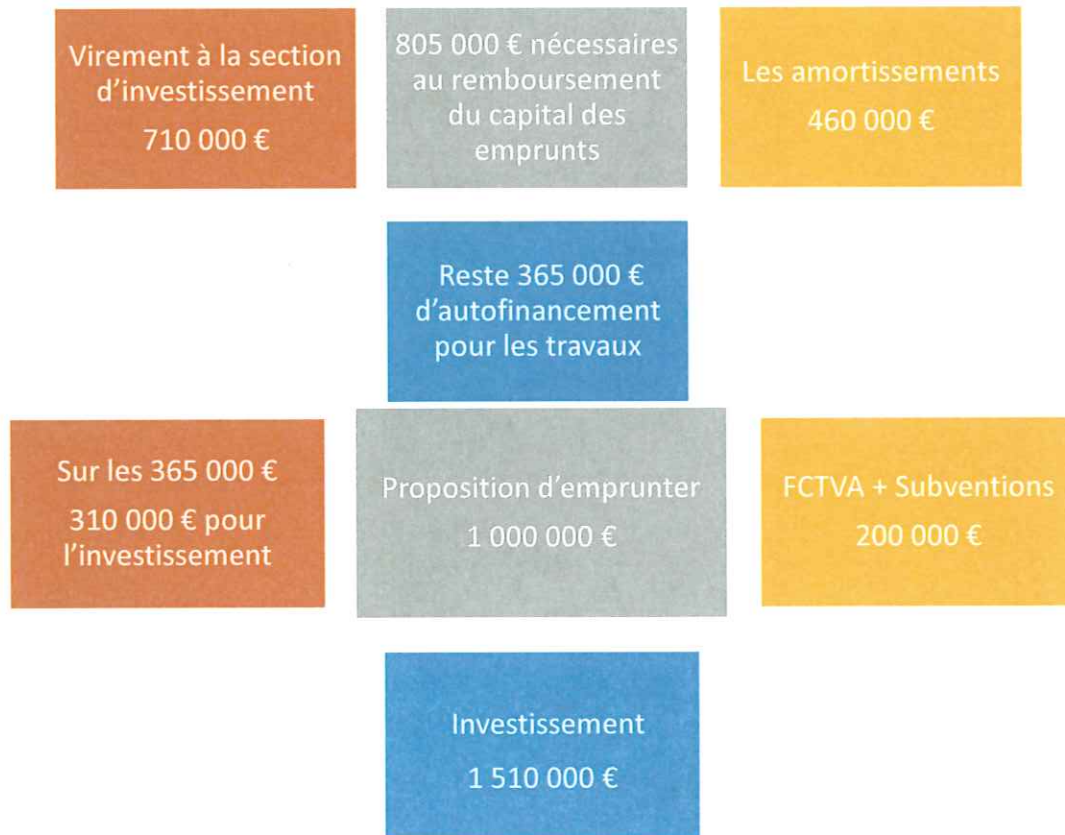 Virement à la section
d'investissement
710 000 €
805 000 € nécessaires
au remboursement
du capital des
emprunts
Les amortissements
460 000 €
Reste 365 000 €
d'autofinancement
pour les travaux
Sur les 365 000 €
310 000 € pour
l'investissement
Proposition d'emprunter
1 000 000 €
FCTVA + Subventions
200 000 €
Investissement
1 510 000 €